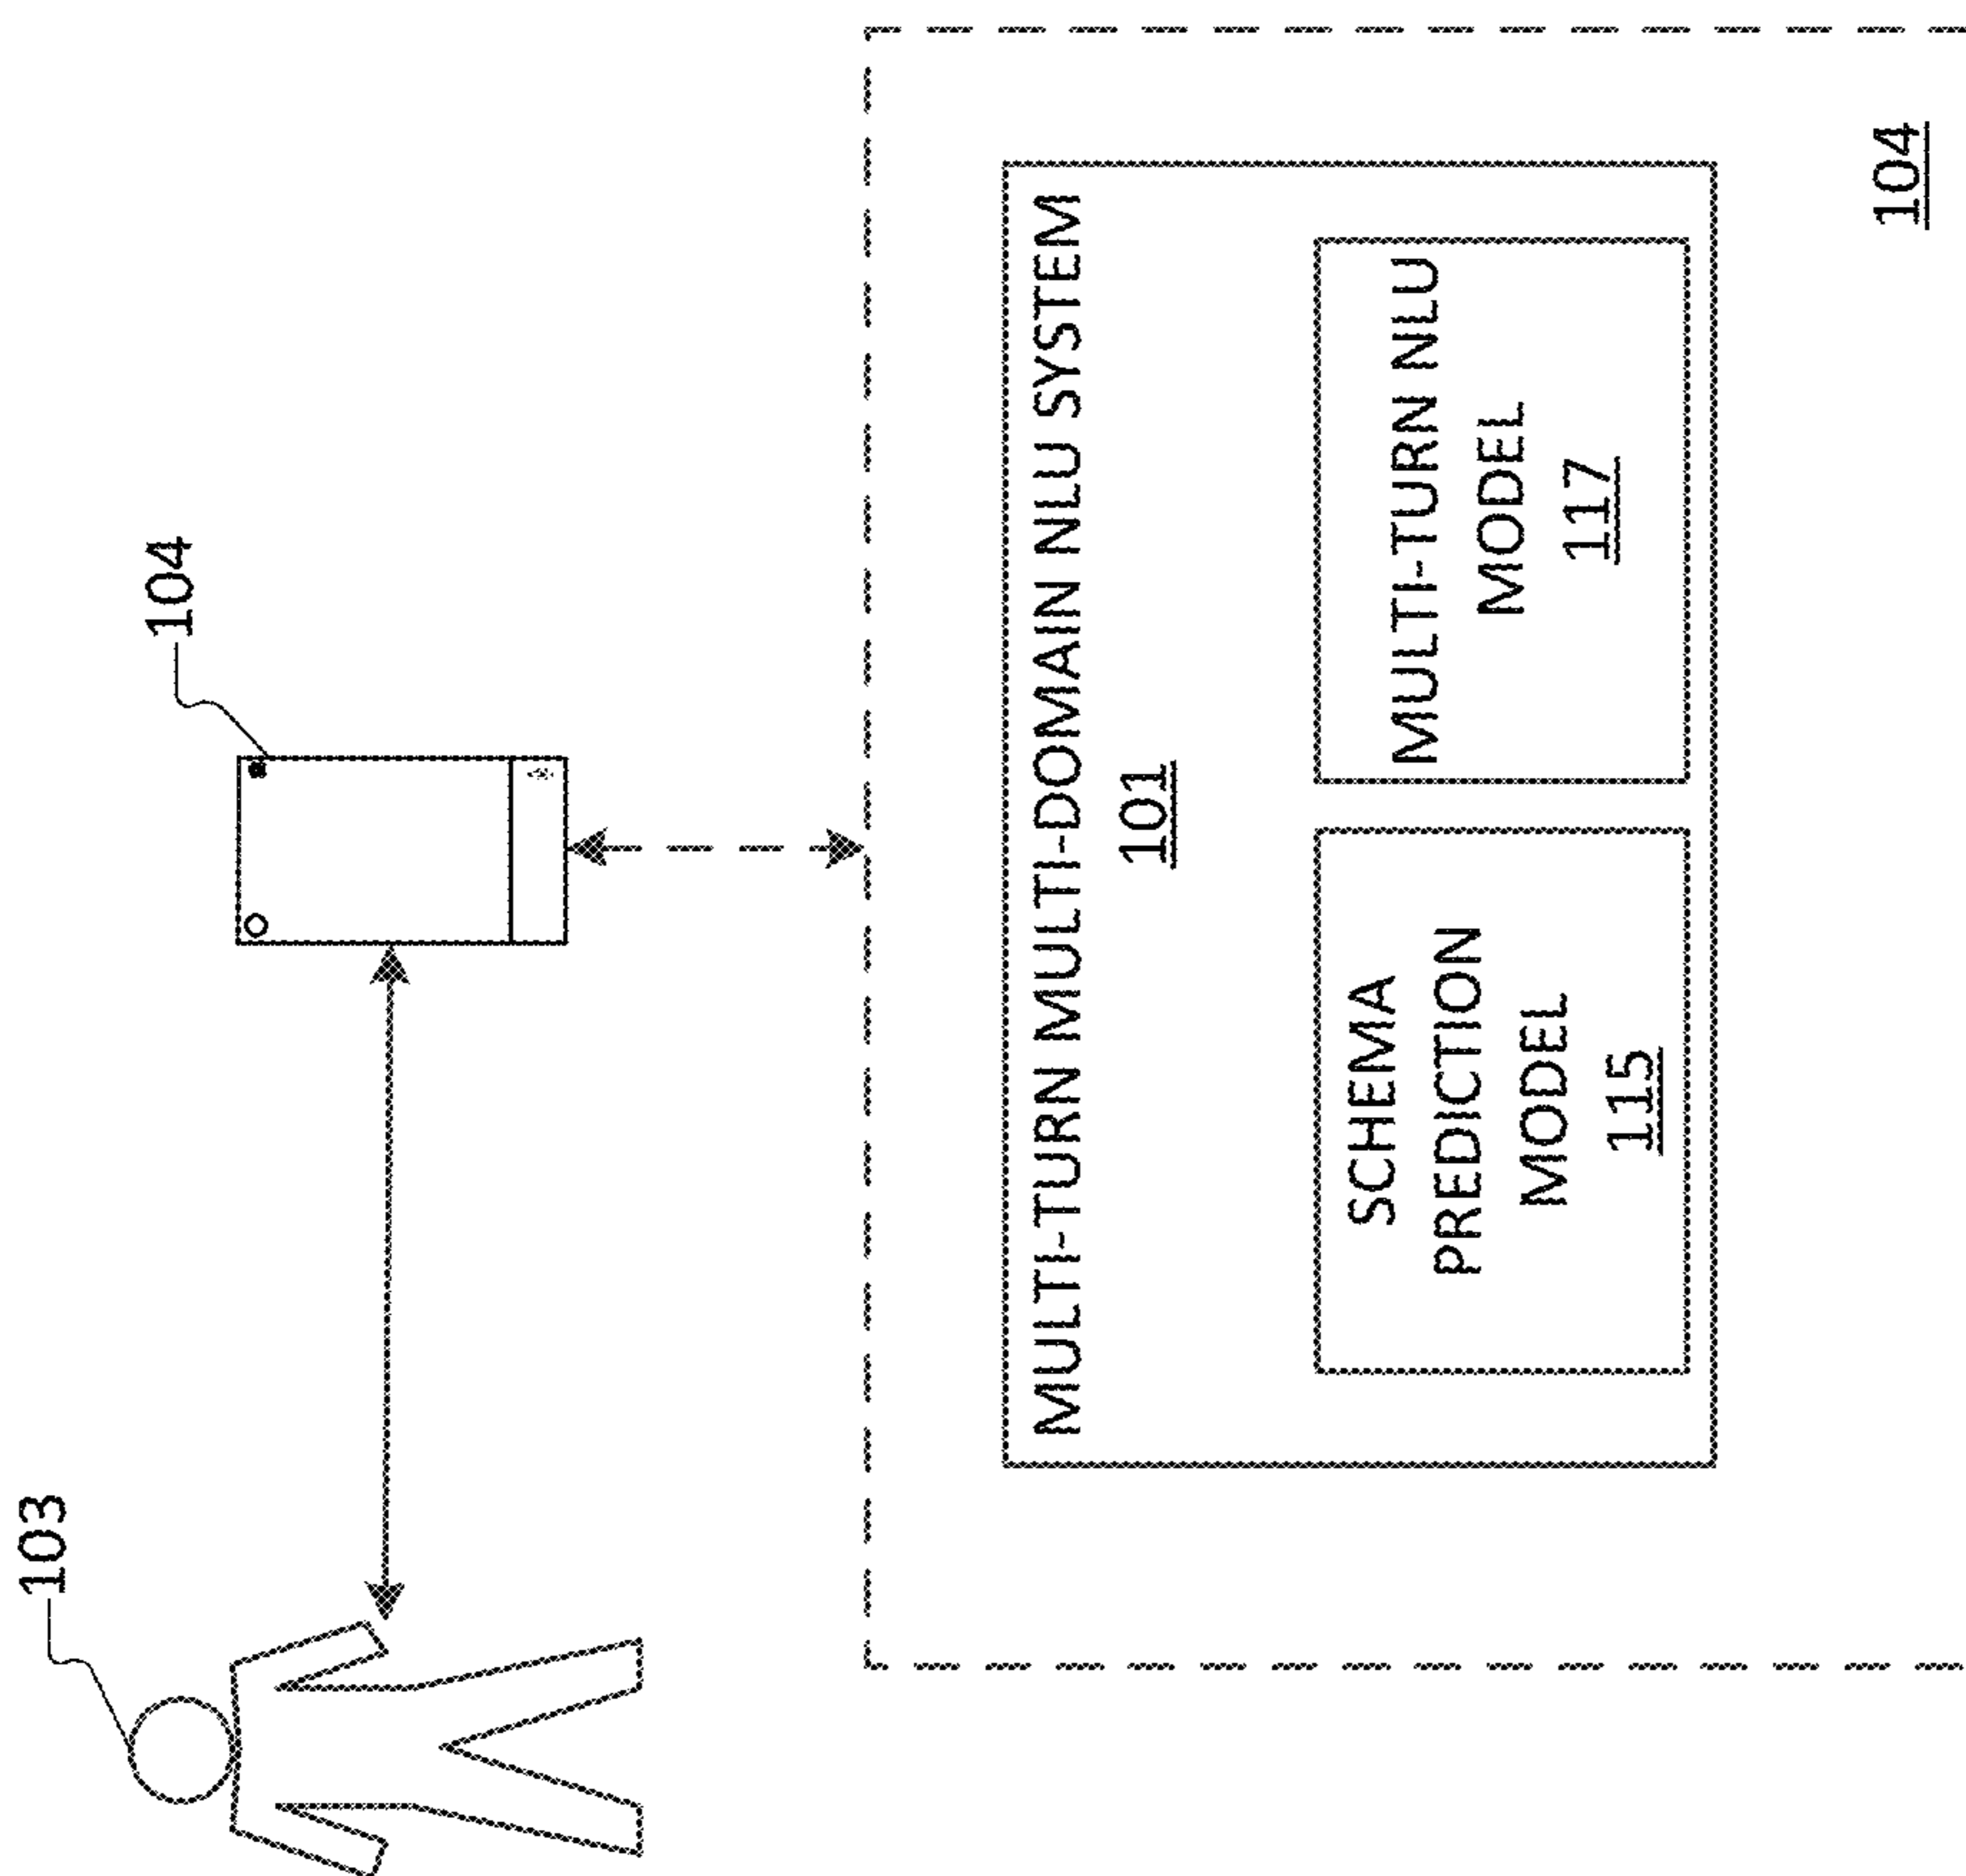 103
104
MULTI-TURN MULTI-DOMAIN NLU SYSTEM
101
SCHEMA
PREDICTION
MODEL
115
MULTI-TURN NLU
MODEL
117
104